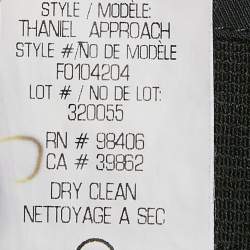 STYLE / MODÈLE:
THANIEL APPROACH
STYLE #/NO DE MODÈLE
F0104204
LOT # / NO DE LOT:
320055
RN # 98406
CA # 39862
DRY CLEAN
NETTOYAGE A SEC